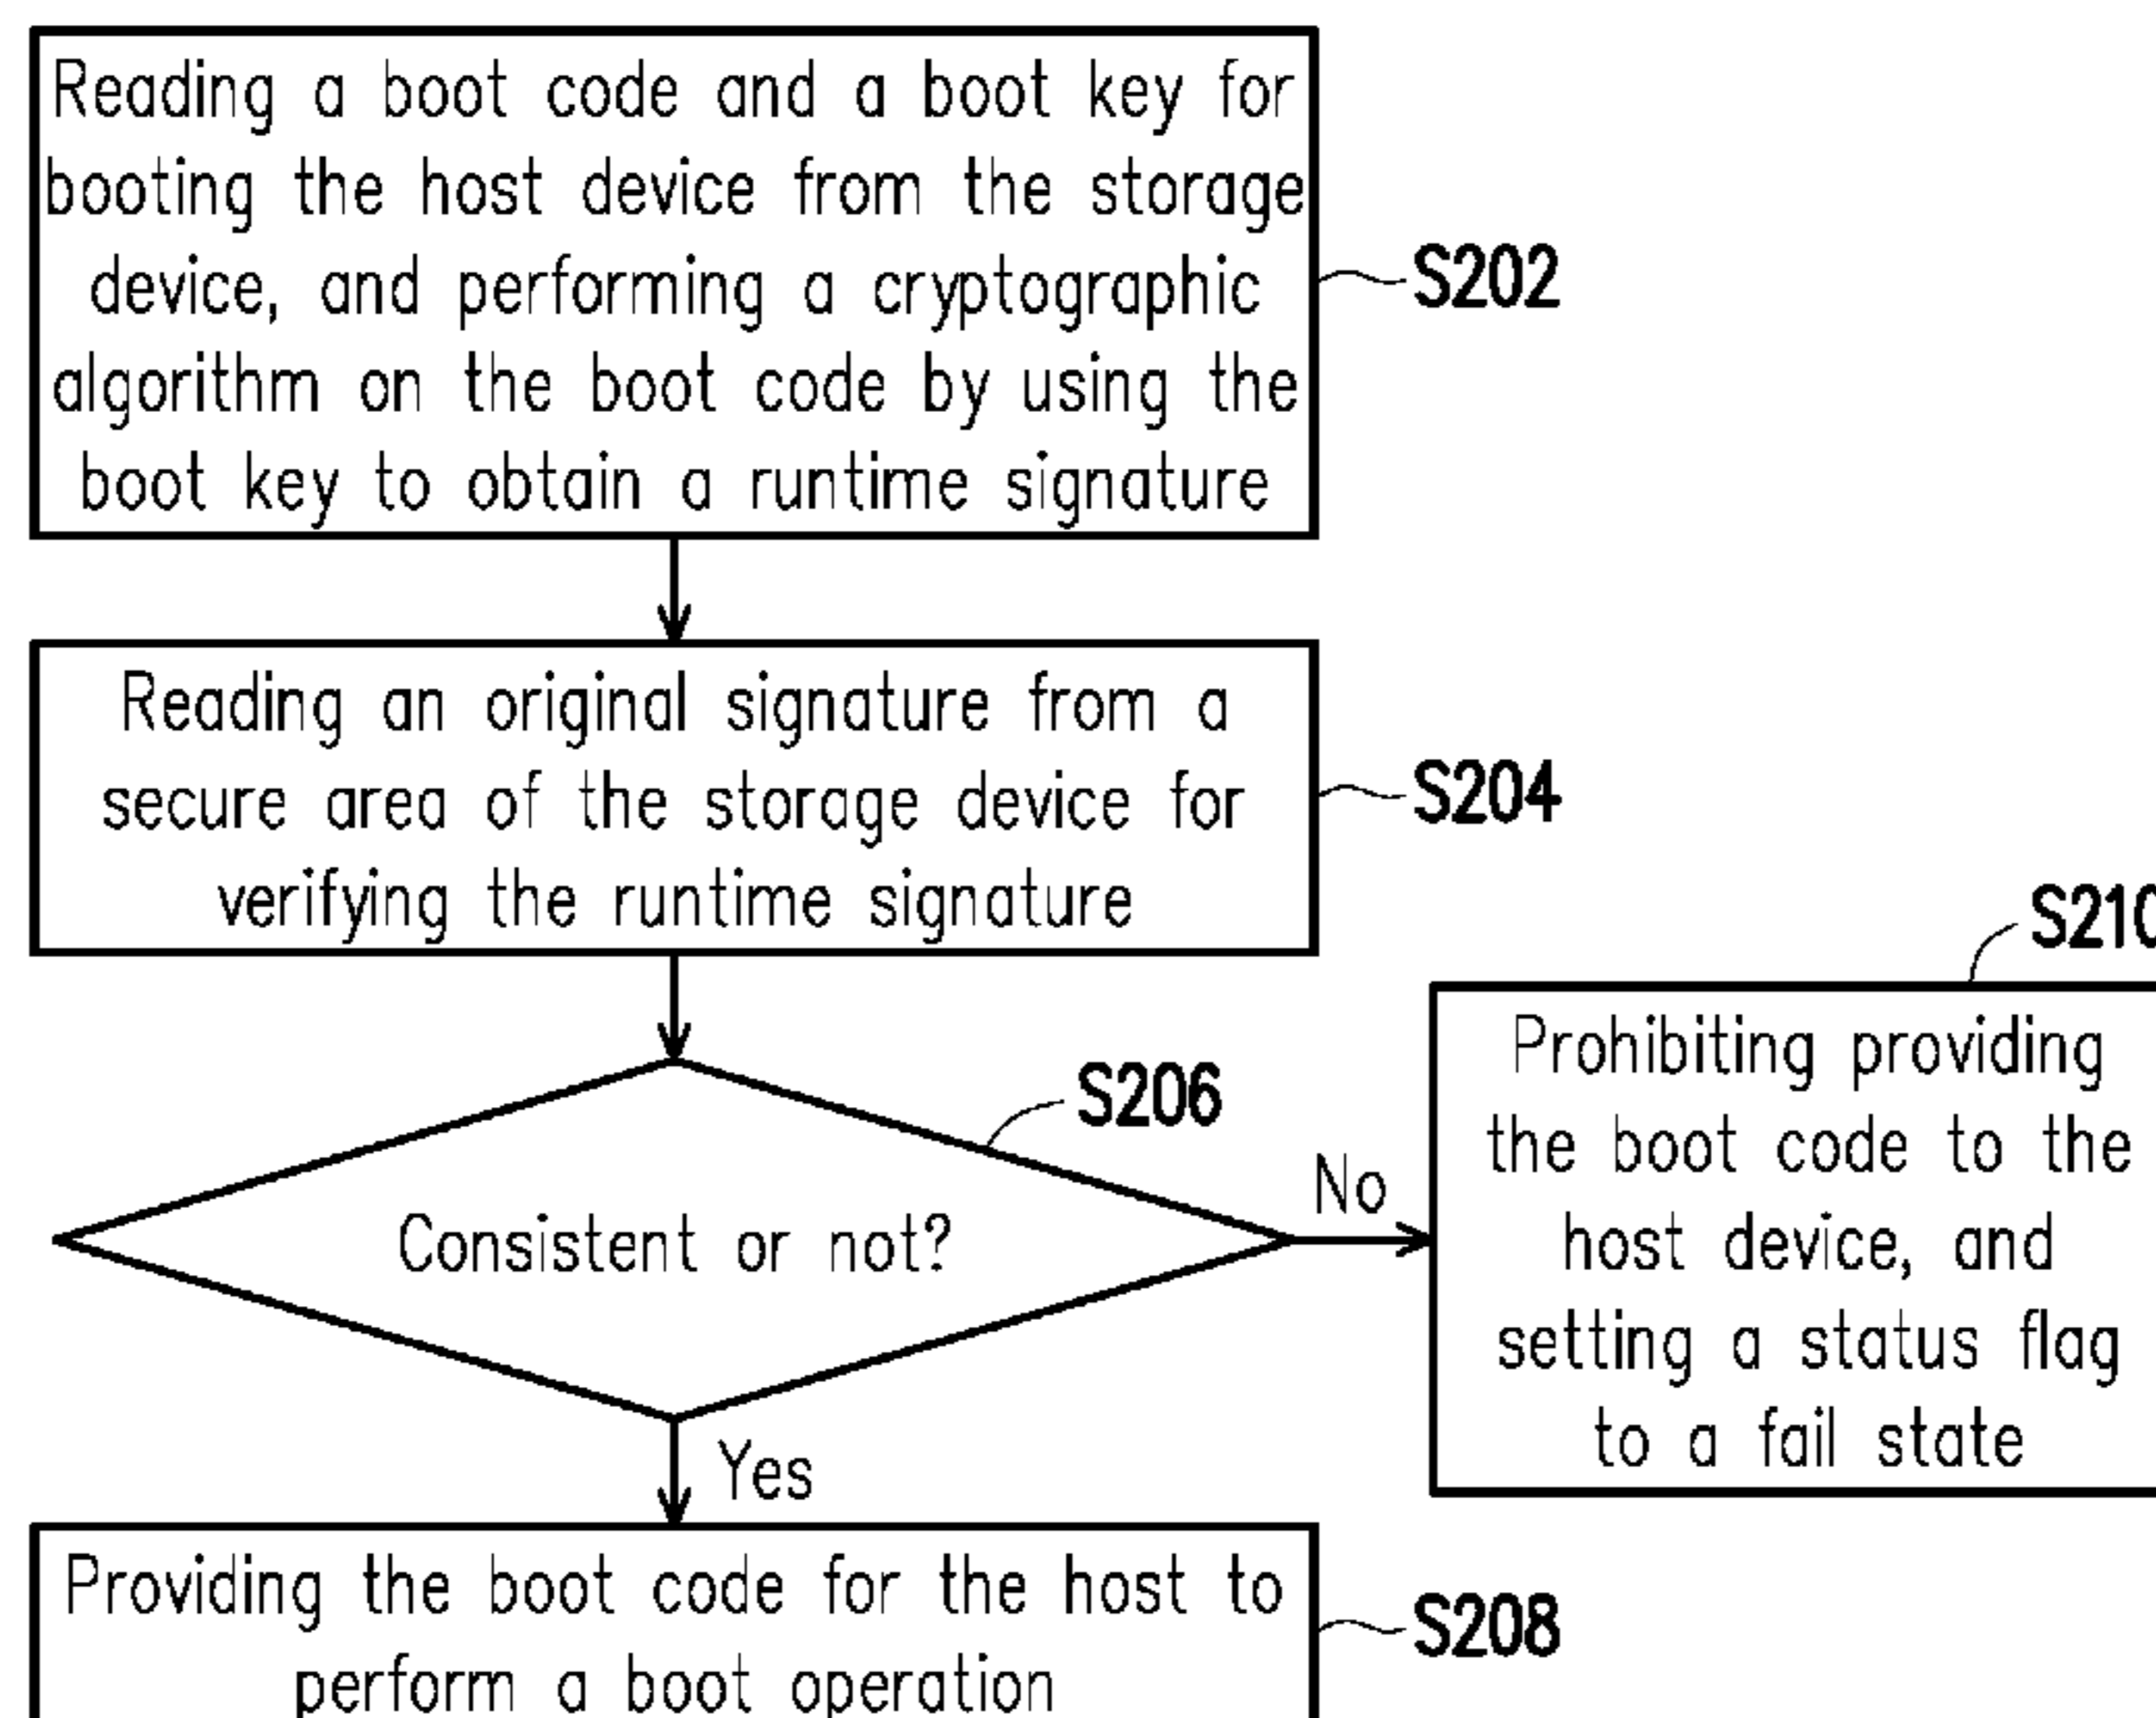 Reading a boot code and a boot key for
booting the host device from the storage
device, and performing a cryptographic
algorithm on the boot code by using the
boot key to obtain a runtime signature
S202
Reading an original signature from a
secure area of the storage device for
verifying the runtime signature
S204
S206
Consistent or not?
No
S210
Prohibiting providing
the boot code to the
host device, and
setting a status flag
to a fail state
Yes
Providing the boot code for the host to
perform a boot operation
S208